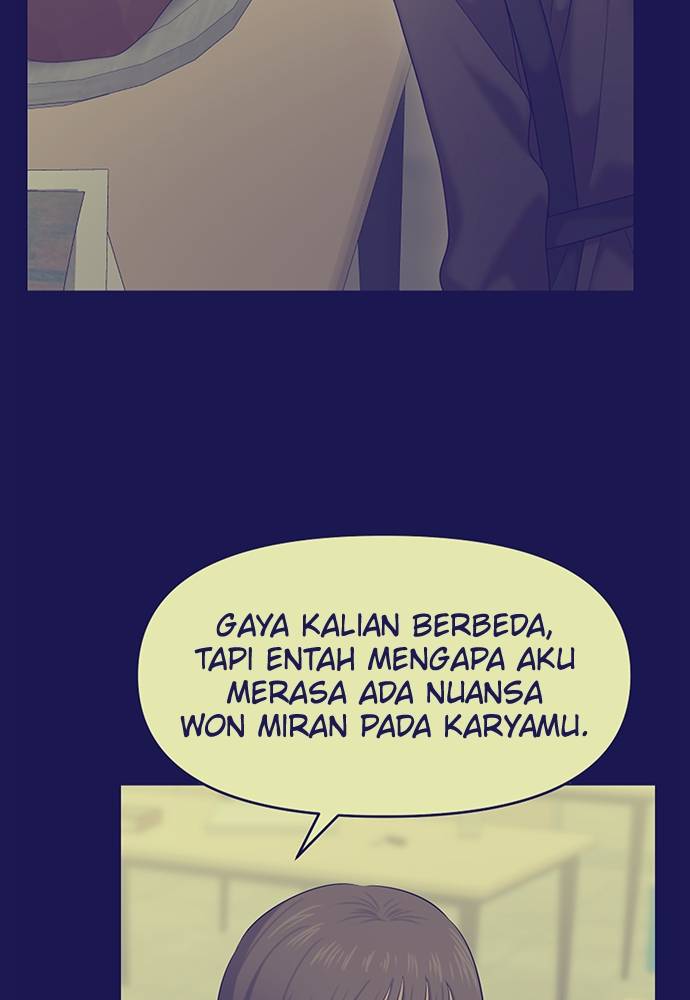 GAYA KALIAN BERBEDA,
TAPI ENTAH MENGAPA AKU
MERASA ADA NUANSA
WON MIRAN PADA KARYAMU.